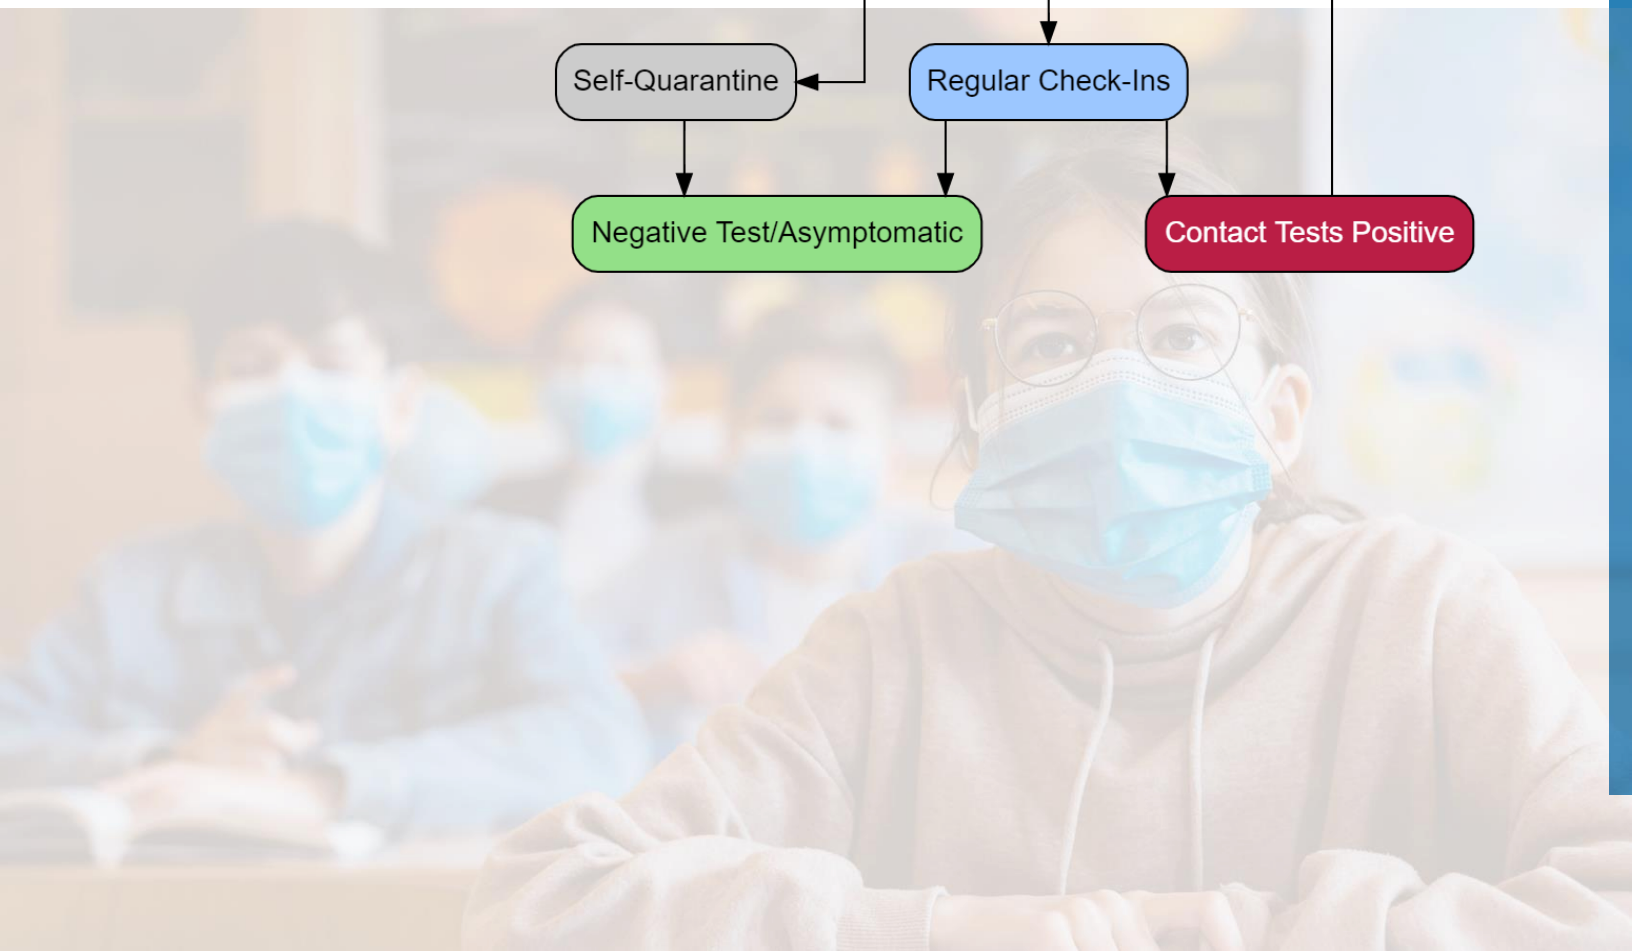 Self-Quarantine
Regular Check-Ins
Negative Test/Asymptomatic
Contact Tests Positive